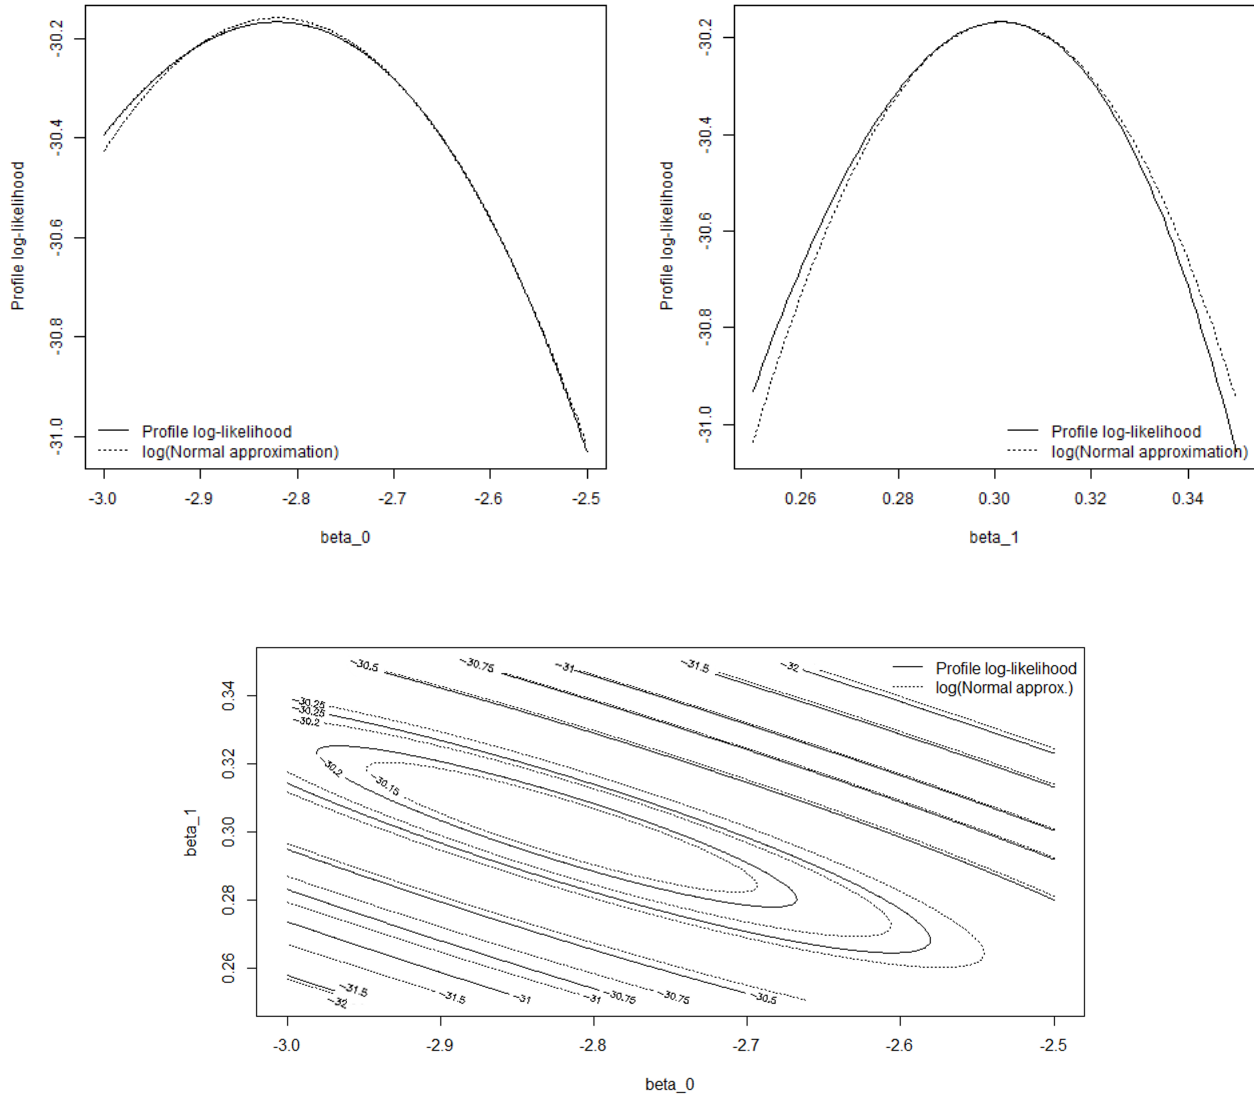 Profile log-likelihood
-30.2
-30.4
-30.6
-30.8
-31.0
Profile log-likelihood
log(Normal approximation)
-3.0 -2.9 -2.8 -2.7 -2.6 -2.5
beta_0
Profile log-likelihood
-30.2
-30.4
-30.6
-30.8
-31.0
Profile log-likelihood
log(Normal approximation)
0.26 0.28 0.30 0.32 0.34
beta_1
beta_1
0.34
0.32
0.30
0.28
0.26
Profile log-likelihood
log(Normal approx.)
-30.5
-30.75
-31
-31.5
-32
-30.25
-30.25
-30.2
-30.2
-30.15
-31.5
-32
-31.5
-31
-31
-30.75
-30.75
-30.5
-3.0 -2.9 -2.8 -2.7 -2.6 -2.5
beta_0